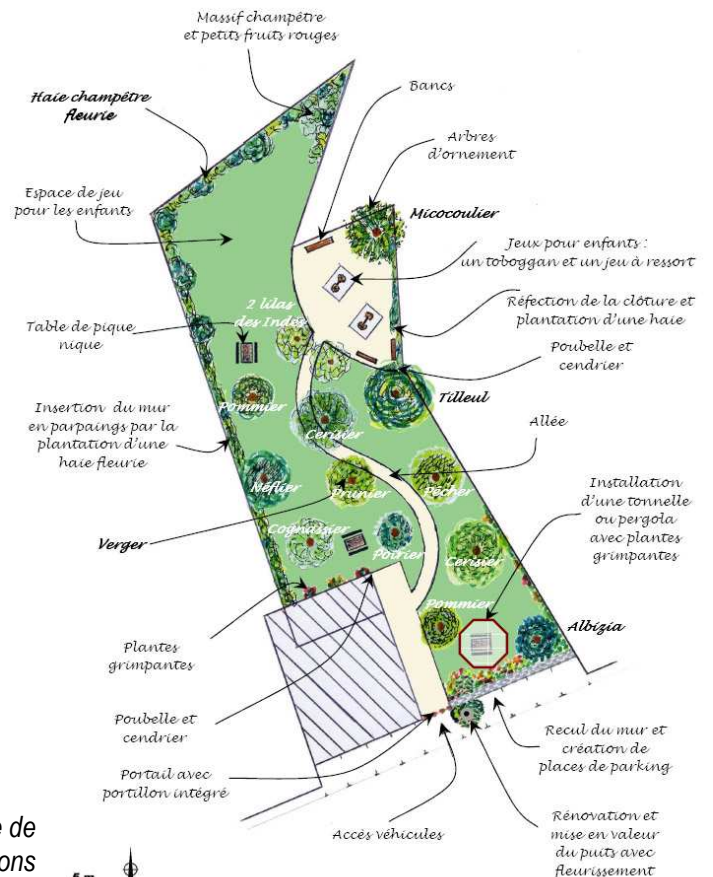 Massif champêtre
et petits fruits rouges
Haie champêtre
fleurie
Bancs
Arbres
d'ornement
Espace de jeu
pour les enfants
Micocoulier
Jeux pour enfants :
un toboggan et un jeu à ressort
2 lilas
des Indes
Réfection de la clôture et
plantation d'une haie
Table de pique
nique
Poubelle et
cendrier
Pommier
Tilleul
Insertion du mur
en parpaings par la
plantation d'une
haie fleurie
Cerisier
Allée
Néflier
Prunier
Pêcher
Installation
d'une tonnelle
ou pergola
avec plantes
grimpantes
Verger
Cognassier
Poirier
Cerisier
Pommier
Albizia
Plantes
grimpantes
Poubelle et
cendrier
Recul du mur et
création de
places de parking
Portail avec
portillon intégré
Accès véhicules
Rénovation et
mise en valeur
du puits avec
fleurissement
de
ons
5 m